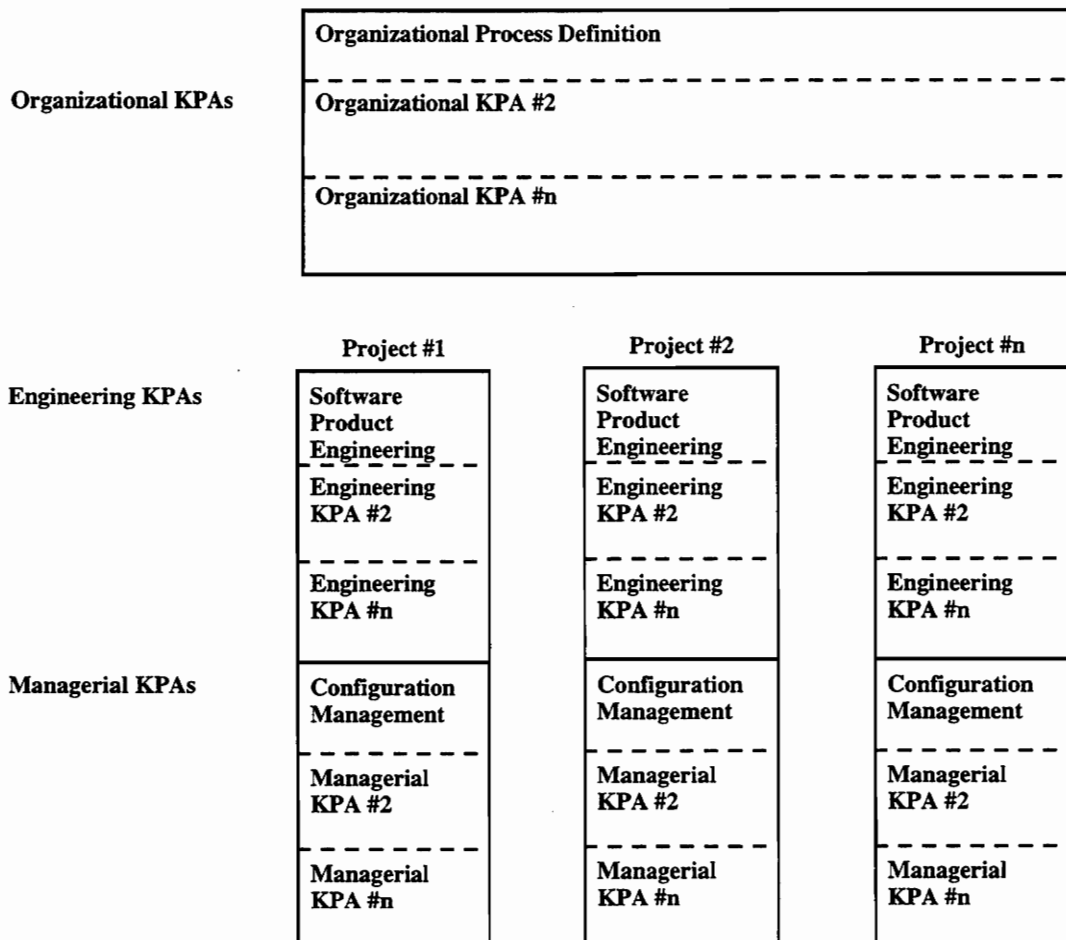 Organizational Process Definition
Organizational KPAs
Organizational KPA #2
Organizational KPA #n
Project #1
Project #2
Project #n
Engineering KPAs
Software
Product
Engineering
Engineering
KPA #2
Engineering
KPA #n
Software
Product
Engineering
Engineering
KPA #2
Engineering
KPA #n
Software
Product
Engineering
Engineering
KPA #2
Engineering
KPA #n
Managerial KPAs
Configuration
Management
Managerial
KPA #2
Managerial
KPA #n
Configuration
Management
Managerial
KPA #2
Managerial
KPA #n
Configuration
Management
Managerial
KPA #2
Managerial
KPA #n